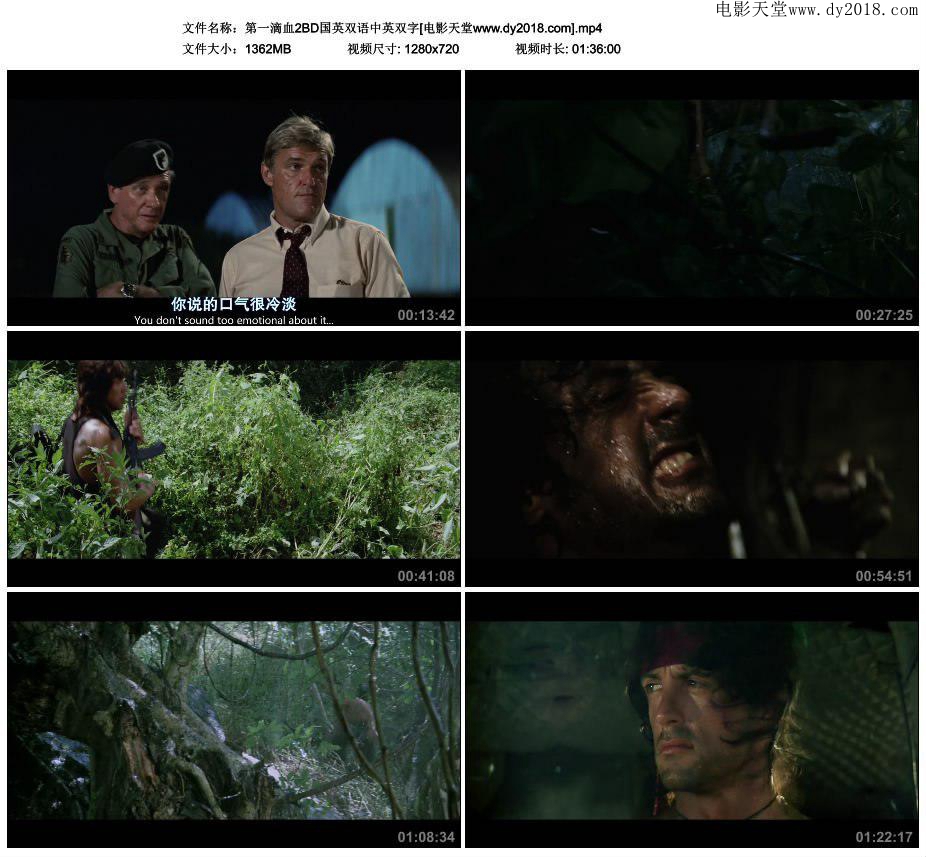 电影天堂www.dy2018.com
文件名称：第一滴血2BD国英双语中英双字[电影天堂www.dy2018.com].mp4
文件大小：1362MB 视频尺寸：1280x720 视频时长：01:36:00
你说的口气很冷淡
You don't sound too emotional about it...
00:13:42
00:27:25
00:41:08
00:54:51
01:08:34
01:22:17